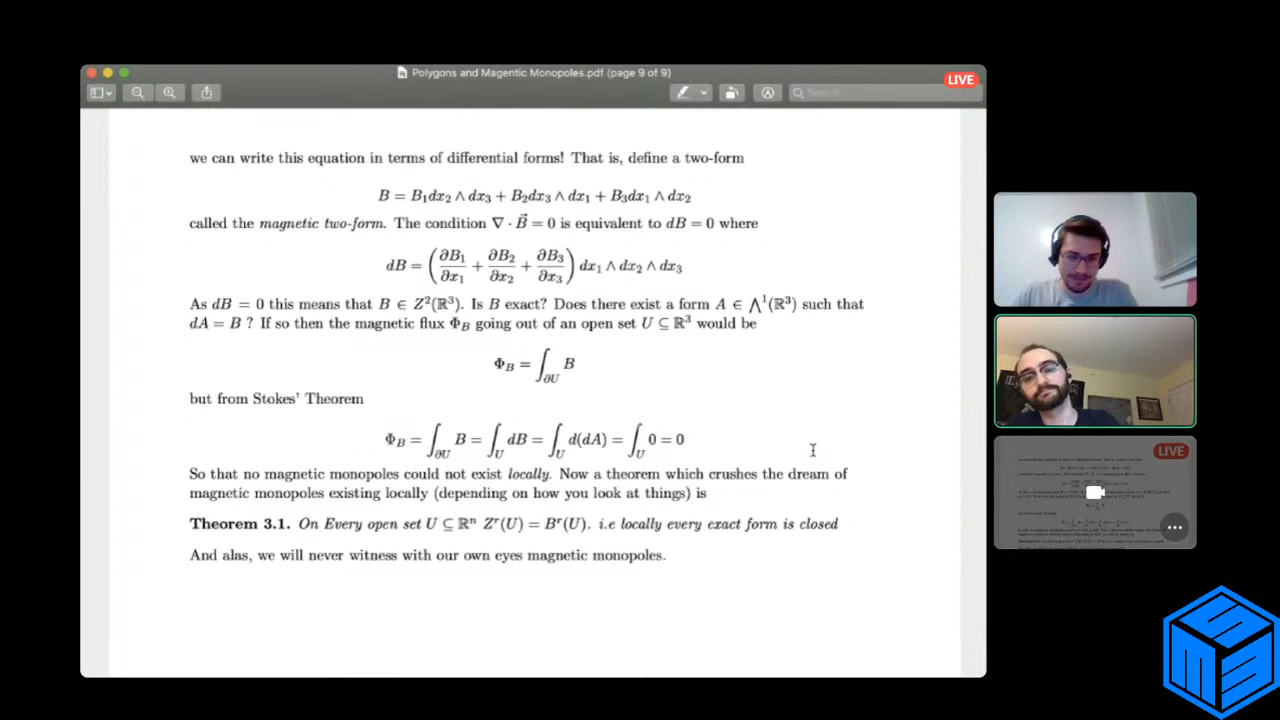 Polygons and Magentic Monopoles.pdf (page 9 of 9)
LIVE
Search
we can write this equation in terms of differential forms! That is, define a two-form
B = B₁dx₂ ∧ dx₃ + B₂dx₃ ∧ dx₁ + B₃dx₁ ∧ dx₂
called the magnetic two-form. The condition ∇ · B⃗ = 0 is equivalent to dB = 0 where
dB = (∂B₁/∂x₁ + ∂B₂/∂x₂ + ∂B₃/∂x₃) dx₁ ∧ dx₂ ∧ dx₃
As dB = 0 this means that B ∈ Z²(ℝ³). Is B exact? Does there exist a form A ∈ ⋀¹(ℝ³) such that
dA = B ? If so then the magnetic flux Φ_B going out of an open set U ⊆ ℝ³ would be
Φ_B = ∫_∂U B
but from Stokes' Theorem
Φ_B = ∫_∂U B = ∫_U dB = ∫_U d(dA) = ∫_U 0 = 0
So that no magnetic monopoles could not exist locally. Now a theorem which crushes the dream of
magnetic monopoles existing locally (depending on how you look at things) is
Theorem 3.1. On Every open set U ⊆ ℝⁿ Zʳ(U) = Bʳ(U). i.e locally every exact form is closed
And alas, we will never witness with our own eyes magnetic monopoles.
LIVE
SM3